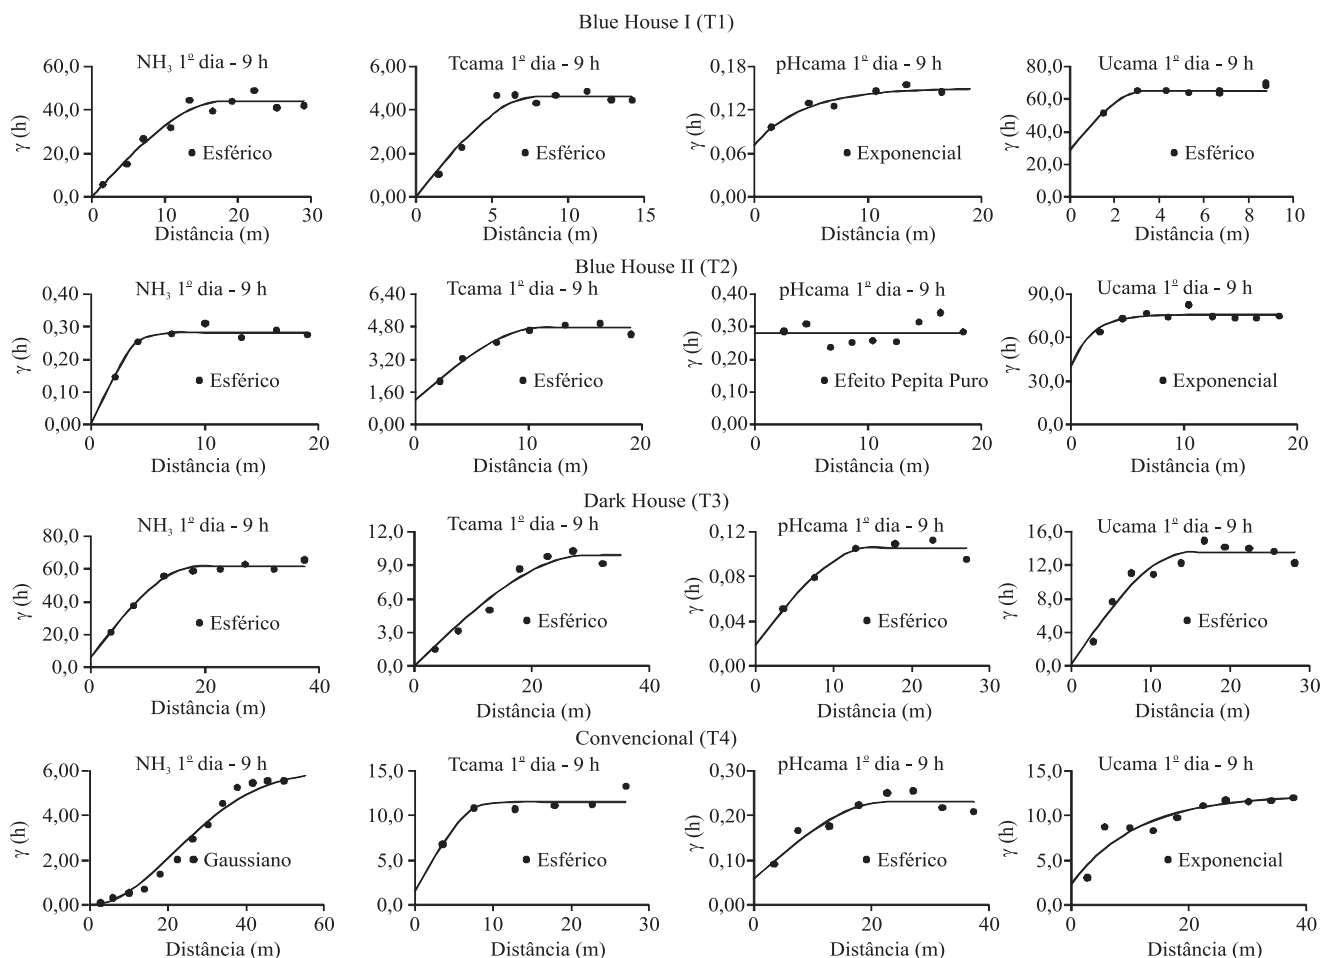 Blue House I (T1)
NH3 1º dia - 9 h
60,0
40,0
20,0
0,0
γ (h)
Esférico
0 10 20 30
Distância (m)
Tcama 1º dia - 9 h
6,00
4,00
2,00
0,00
Esférico
0 5 10 15
Distância (m)
pHcama 1º dia - 9 h
0,18
0,12
0,06
0,00
γ (h)
Exponencial
0 10 20
Distância (m)
Ucama 1º dia - 9 h
80,0
60,0
40,0
20,0
0,0
γ (h)
Esférico
0 2 4 6 8 10
Distância (m)
Blue House II (T2)
NH3 1º dia - 9 h
0,40
0,30
0,20
0,10
0,00
γ (h)
Esférico
0 10 20
Distância (m)
Tcama 1º dia - 9 h
6,40
4,80
3,20
1,60
0,00
Esférico
0 10 20
Distância (m)
pHcama 1º dia - 9 h
0,40
0,30
0,20
0,10
0,00
γ (h)
Efeito Pepita Puro
0 10 20
Distância (m)
Ucama 1º dia - 9 h
90,0
60,0
30,0
0,0
γ (h)
Exponencial
0 10 20
Distância (m)
Dark House (T3)
NH3 1º dia - 9 h
80,0
60,0
40,0
20,0
0,0
γ (h)
Esférico
0 20 40
Distância (m)
Tcama 1º dia - 9 h
12,0
9,0
6,0
3,0
0,0
Esférico
0 20 40
Distância (m)
pHcama 1º dia - 9 h
0,12
0,08
0,04
0,00
γ (h)
Esférico
0 10 20 30
Distância (m)
Ucama 1º dia - 9 h
16,0
12,0
8,0
4,0
0,0
γ (h)
Esférico
0 10 20 30
Distância (m)
Convencional (T4)
NH3 1º dia - 9 h
6,00
4,00
2,00
0,00
γ (h)
Gaussiano
0 20 40 60
Distância (m)
Tcama 1º dia - 9 h
15,0
10,0
5,0
0,0
Esférico
0 10 20 30
Distância (m)
pHcama 1º dia - 9 h
0,30
0,20
0,10
0,00
γ (h)
Esférico
0 20 40
Distância (m)
Ucama 1º dia - 9 h
15,0
10,0
5,0
0,0
γ (h)
Exponencial
0 20 40
Distância (m)